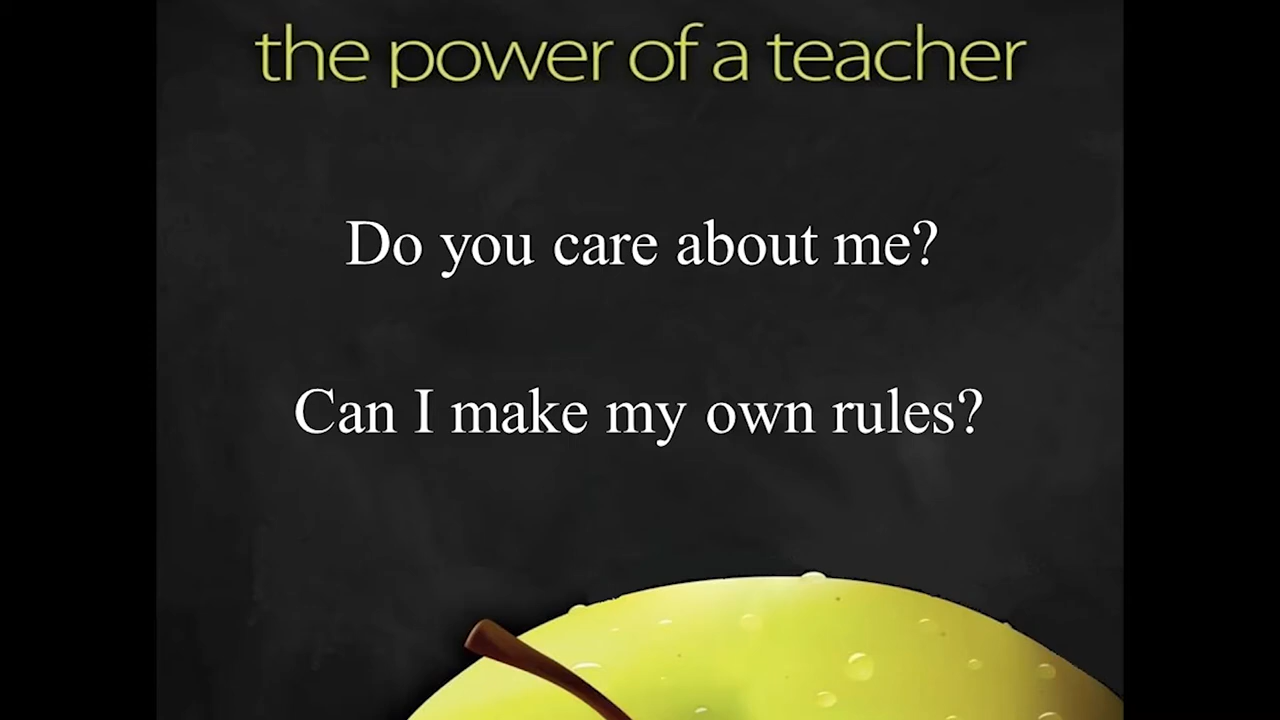 the power of a teacher
Do you care about me?
Can I make my own rules?